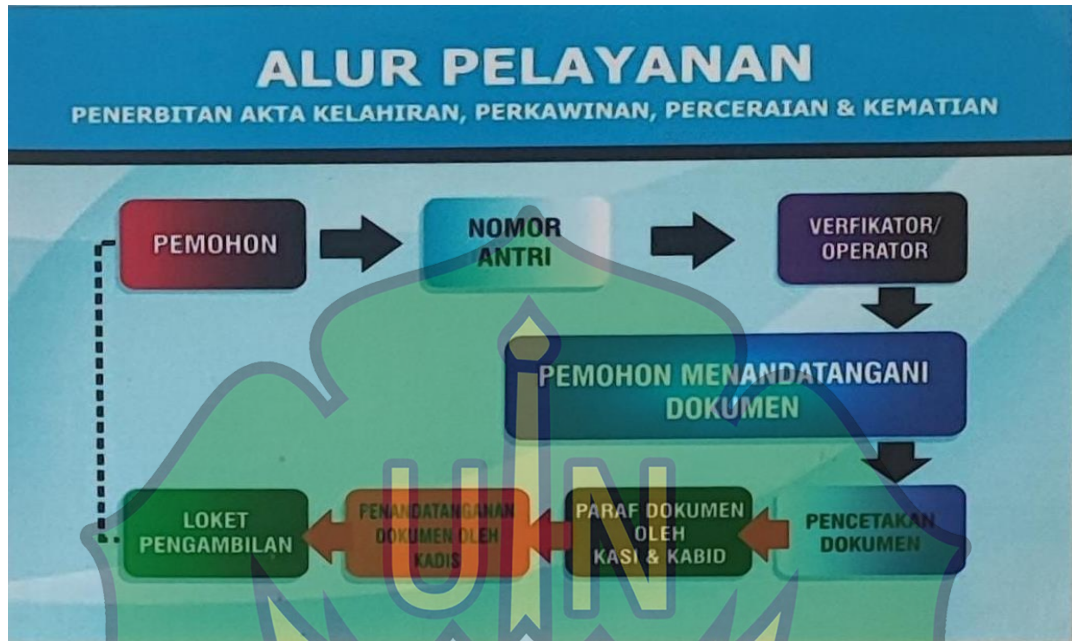 ALUR PELAYANAN
PENERBITAN AKTA KELAHIRAN, PERKAWINAN, PERCERAIAN & KEMATIAN
PEMOHON
NOMOR
ANTRI
VERFIKATOR/
OPERATOR
PEMOHON MENANDATANGANI
DOKUMEN
LOKET
PENGAMBILAN
PENANDATANGANAN
DOKUMEN OLEH
KADIS
PARAF DOKUMEN
OLEH
KASI & KABID
PENCETAKAN
DOKUMEN
UIN